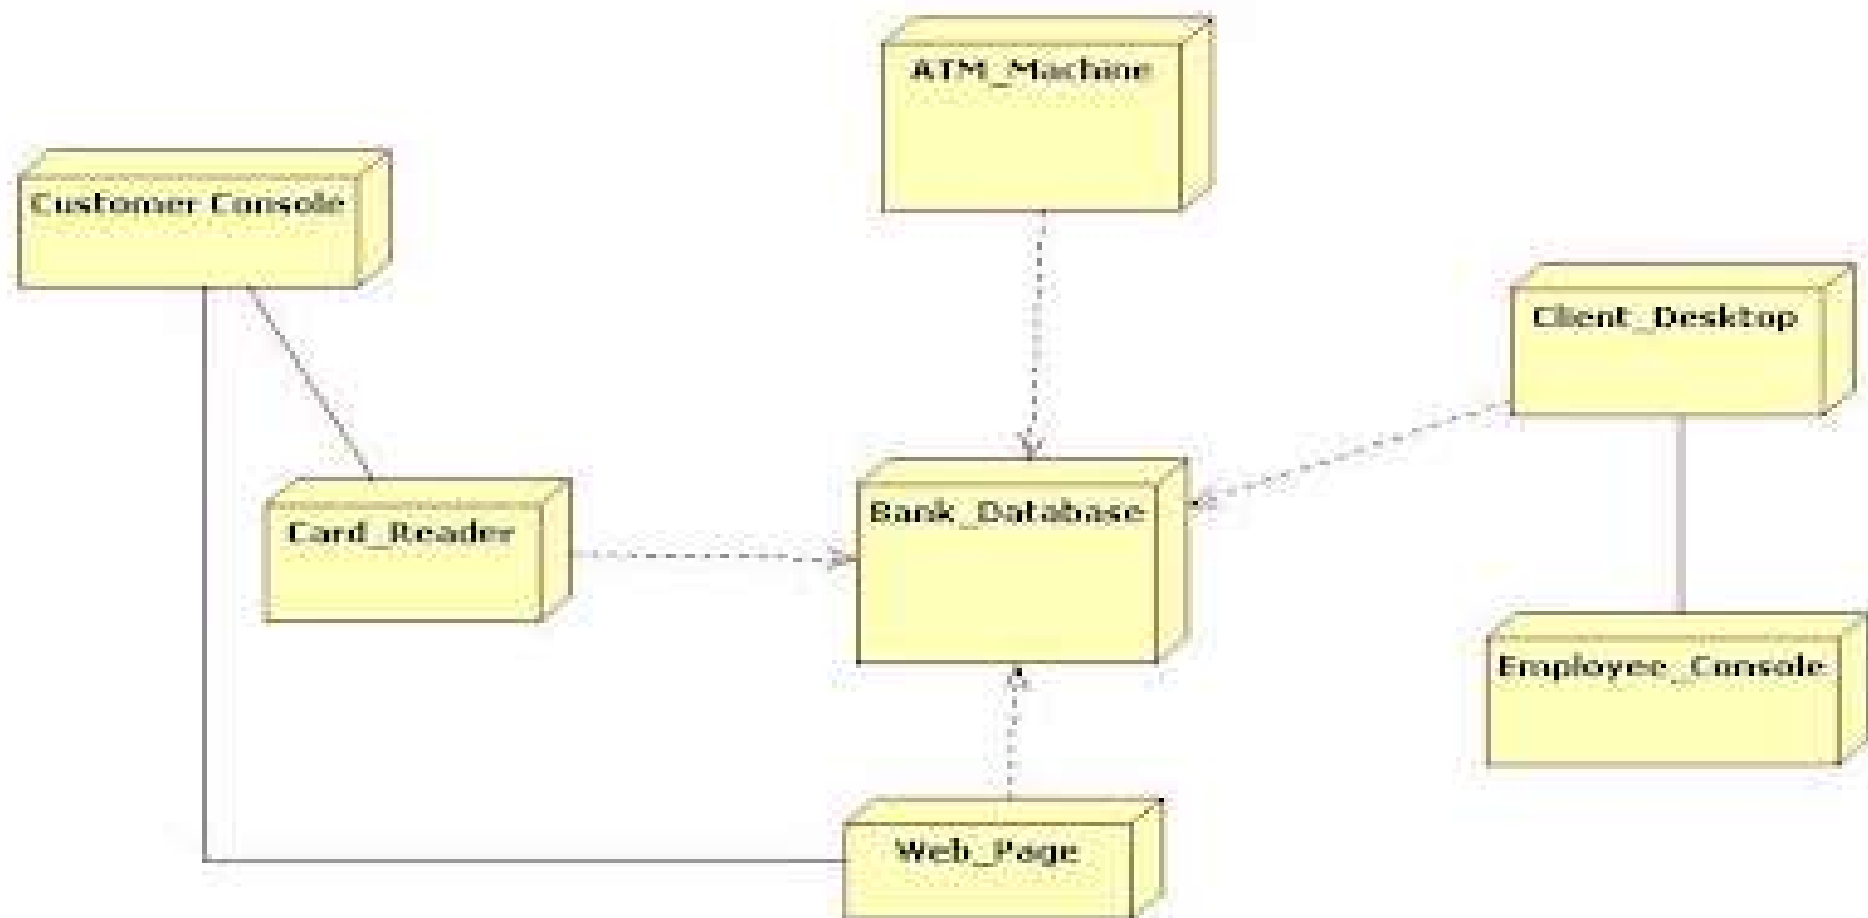 ATM_Machine
Customer Console
Client_Desktop
Bank_Database
Card_Reader
Employee_Console
Web_Page